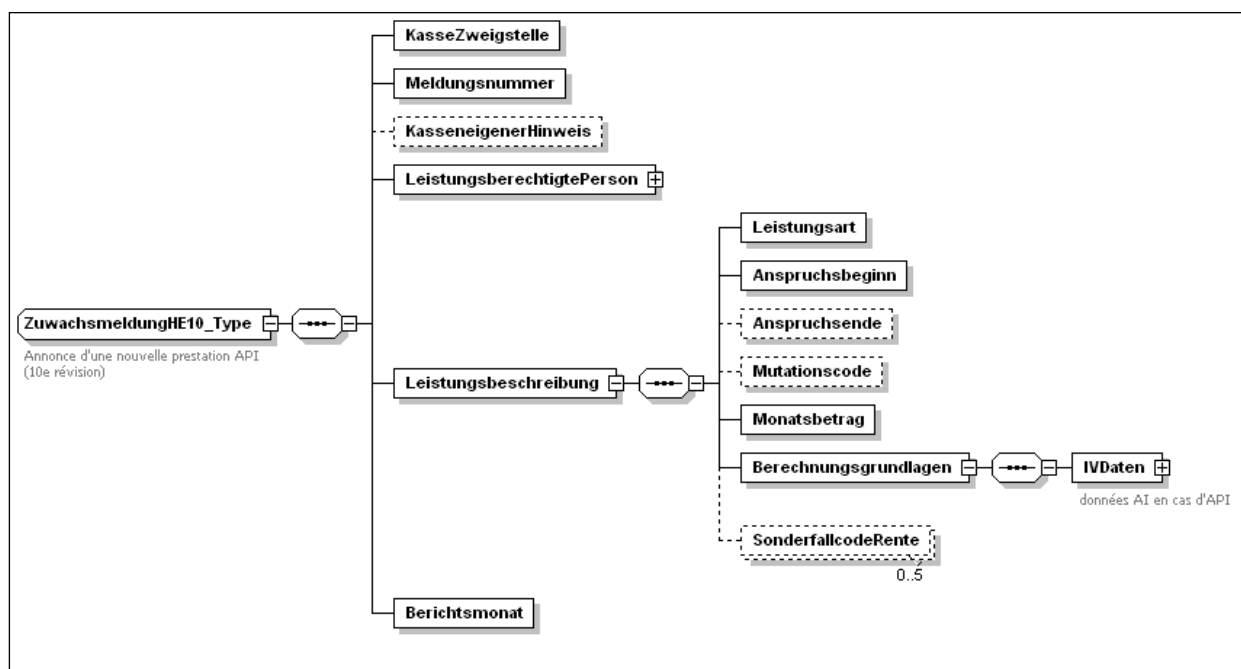 KasseZweigstelle
Meldungsnummer
KasseneigenerHinweis
LeistungsberechtigtePerson
Leistungsart
Anspruchsbeginn
ZuwachsmeldungHE10_Type
Annonce d'une nouvelle prestation API
(10e révision)
Anspruchsende
Leistungsbeschreibung
Mutationscode
Monatsbetrag
Berechnungsgrundlagen
IVDaten
données AI en cas d'API
SonderfallcodeRente
0..5
Berichtsmonat